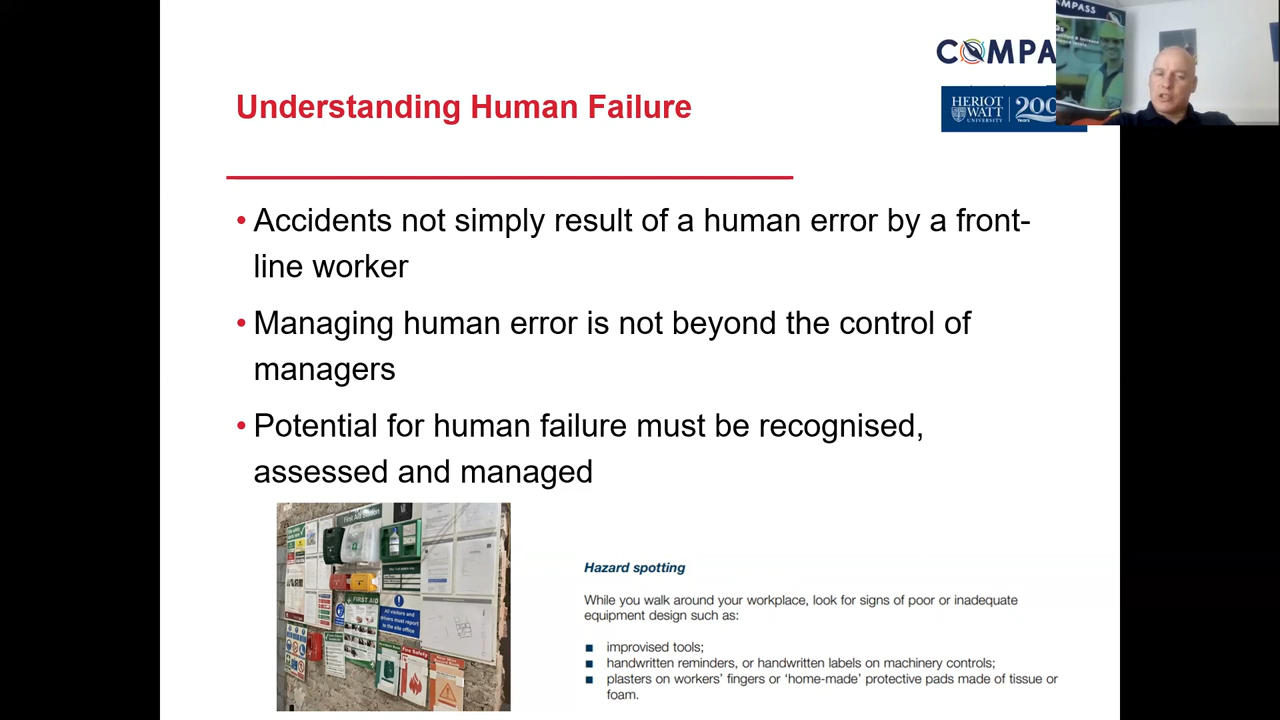 COMPA
MPASS
Understanding Human Failure
HERIOT
WATT
UNIVERSITY
200
Years
• Accidents not simply result of a human error by a front-
line worker
• Managing human error is not beyond the control of
managers
• Potential for human failure must be recognised,
assessed and managed
First Aid Station
FIRST AID
All visitors and
drivers must report
to the site office
Fire Safety
Hazard spotting
While you walk around your workplace, look for signs of poor or inadequate
equipment design such as:
■ improvised tools;
■ handwritten reminders, or handwritten labels on machinery controls;
■ plasters on workers’ fingers or ‘home-made’ protective pads made of tissue or
foam.